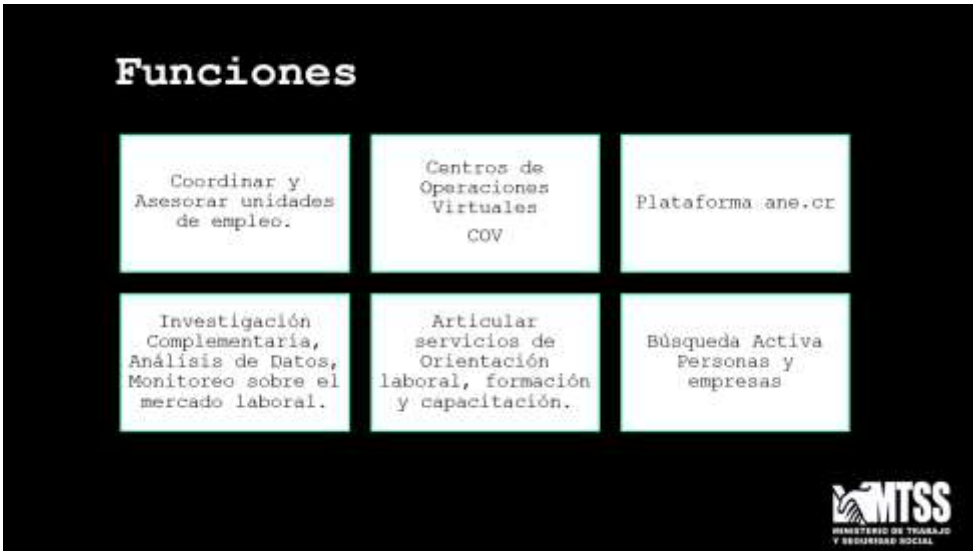 Funciones
Coordinar y
Asesorar unidades
de empleo.
Centros de
Operaciones
Virtuales
COV
Plataforma ane.cr
Investigación
Complementaria,
Análisis de Datos,
Monitoreo sobre el
mercado laboral.
Articular
servicios de
Orientación
laboral, formación
y capacitación.
Búsqueda Activa
Personas y
empresas
MTSS
MINISTERIO DE TRABAJO
Y SEGURIDAD SOCIAL